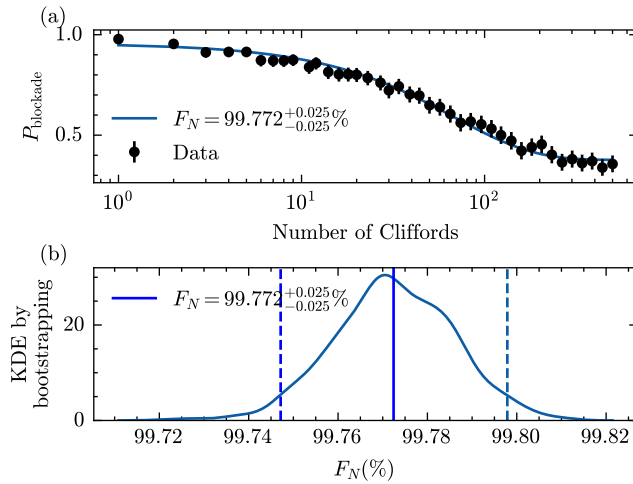 (a)
1.0
0.5
P_blockade
F_N = 99.772^{+0.025}_{-0.025}%
Data
10^0
10^1
10^2
Number of Cliffords
(b)
20
0
KDE by
bootstrapping
F_N = 99.772^{+0.025}_{-0.025}%
99.72
99.74
99.76
99.78
99.80
99.82
F_N(%)